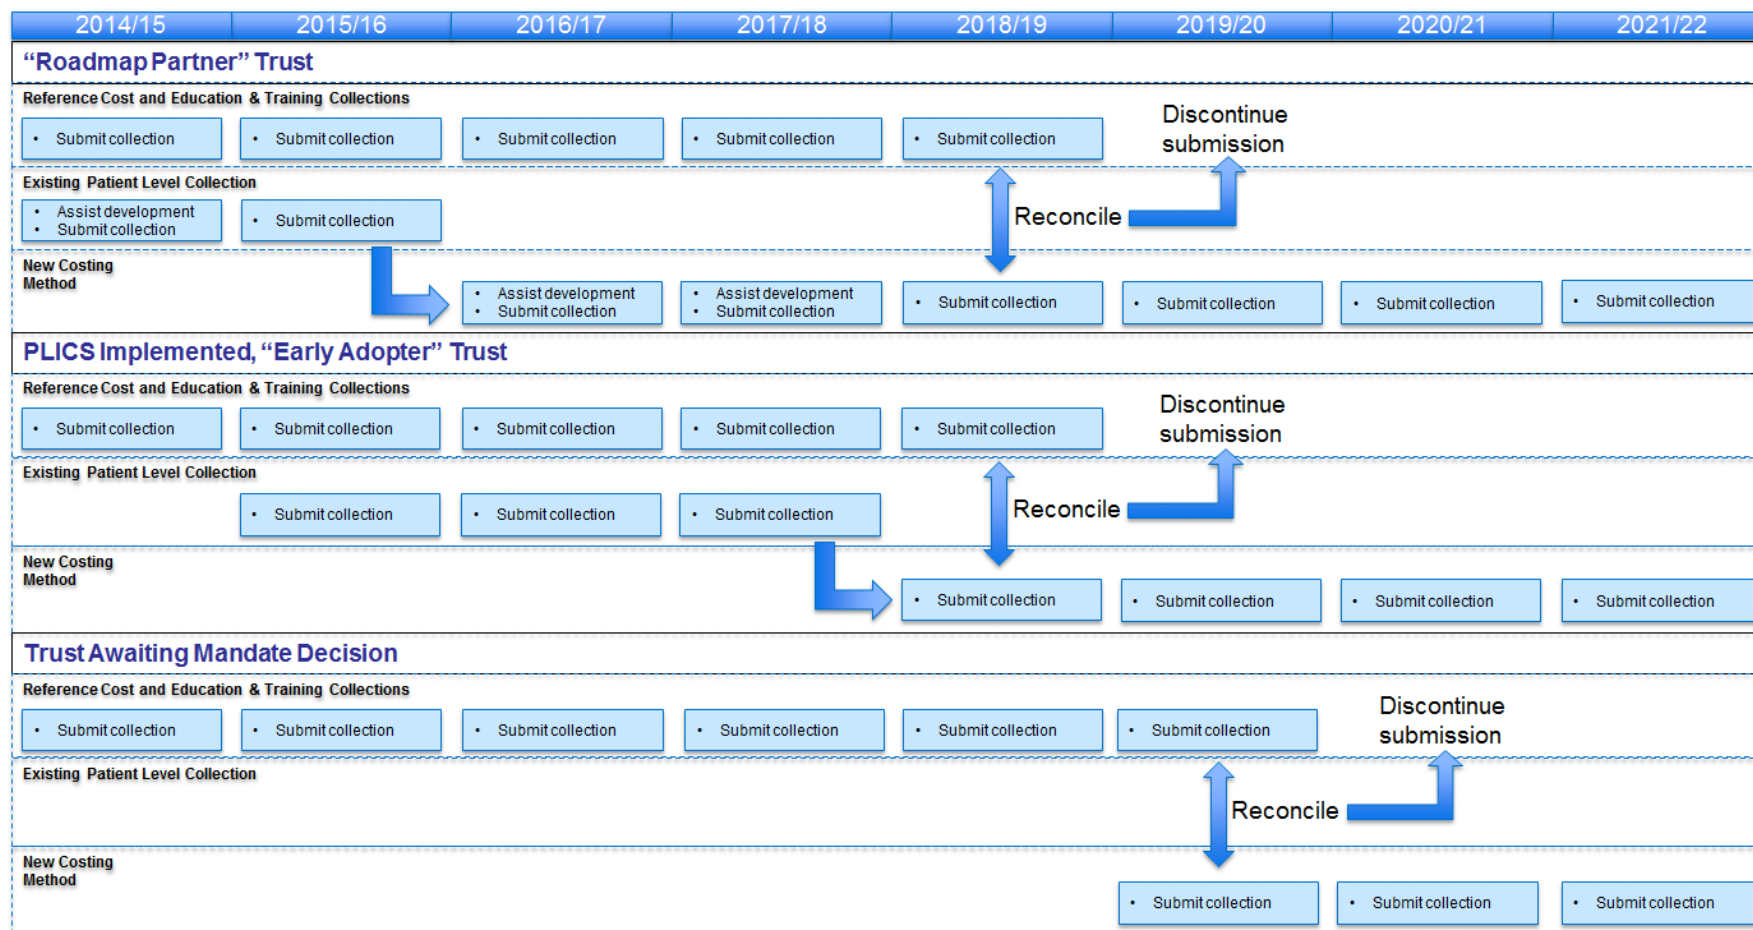 2014/15 2015/16 2016/17 2017/18 2018/19 2019/20 2020/21 2021/22
“Roadmap Partner” Trust
Reference Cost and Education & Training Collections
• Submit collection
• Submit collection
• Submit collection
• Submit collection
• Submit collection
Discontinue
submission
Existing Patient Level Collection
• Assist development
• Submit collection
• Submit collection
Reconcile
New Costing
Method
• Assist development
• Submit collection
• Assist development
• Submit collection
• Submit collection
• Submit collection
• Submit collection
• Submit collection
PLICS Implemented, “Early Adopter” Trust
Reference Cost and Education & Training Collections
• Submit collection
• Submit collection
• Submit collection
• Submit collection
• Submit collection
Discontinue
submission
Existing Patient Level Collection
• Submit collection
• Submit collection
• Submit collection
Reconcile
New Costing
Method
• Submit collection
• Submit collection
• Submit collection
• Submit collection
Trust Awaiting Mandate Decision
Reference Cost and Education & Training Collections
• Submit collection
• Submit collection
• Submit collection
• Submit collection
• Submit collection
• Submit collection
Discontinue
submission
Existing Patient Level Collection
Reconcile
New Costing
Method
• Submit collection
• Submit collection
• Submit collection